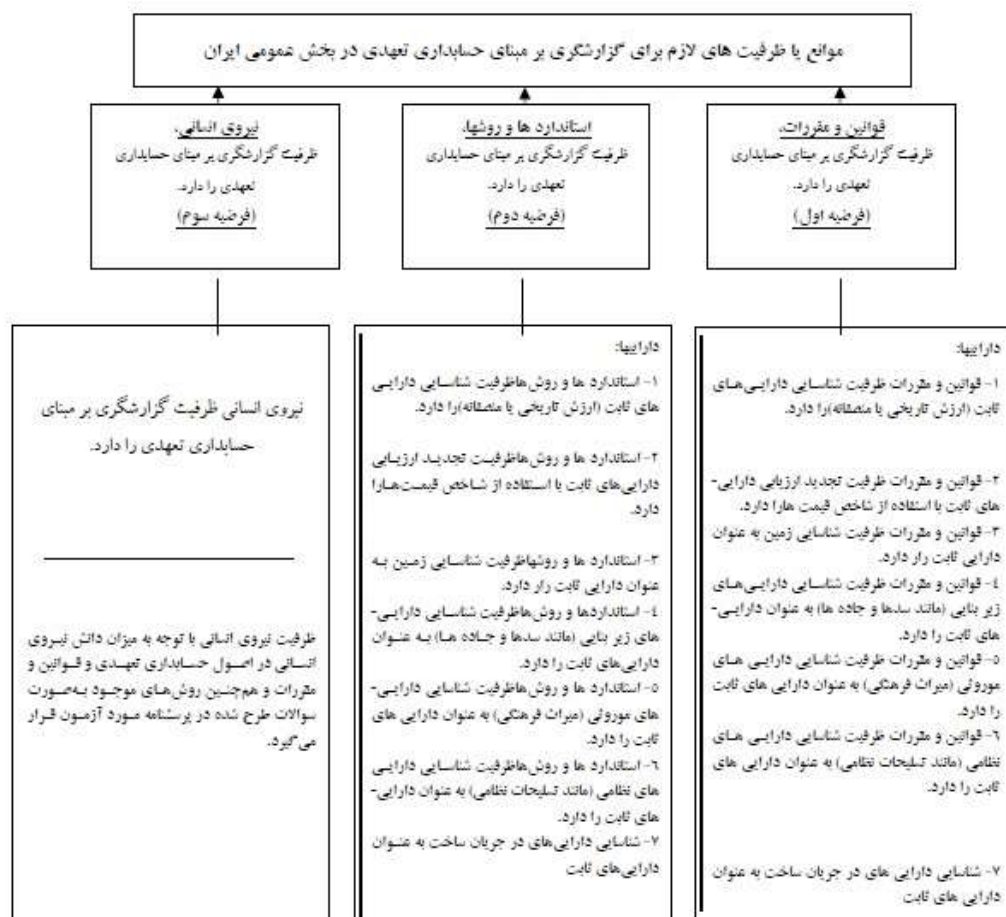 موانع یا ظرفیت های لازم برای گزارشگری بر مبنای حسابداری تعهدی در بخش عمومی ایران
قوانین و مقررات،
ظرفیت گزارشگری بر مبنای حسابداری
تعهدی را دارد.
(فرضیه اول)
استاندارد ها و روشها،
ظرفیت گزارشگری بر مبنای حسابداری
تعهدی را دارد.
(فرضیه دوم)
نیروی انسانی،
ظرفیت گزارشگری بر مبنای حسابداری
تعهدی را دارد.
(فرضیه سوم)
داراییها:
۱- قوانین و مقررات ظرفیت شناسایی دارایی‌های
ثابت (ارزش تاریخی یا منصفانه)را دارد.
۲- قوانین و مقررات ظرفیت تجدید ارزیابی دارایی-
های ثابت با استفاده از شاخص قیمت هارا دارد.
۳- قوانین و مقررات ظرفیت شناسایی زمین به عنوان
دارایی ثابت رار دارد.
۴- قوانین و مقررات ظرفیت شناسایی دارایی‌های
زیر بنایی (مانند سدها و جاده ها) به عنوان دارایی-
های ثابت را دارد.
۵- قوانین و مقررات ظرفیت شناسایی دارایی های
موروثی (میراث فرهنگی) به عنوان دارایی های ثابت
را دارد.
۶- قوانین و مقررات ظرفیت شناسایی دارایی های
نظامی (مانند تسلیحات نظامی) به عنوان دارایی های
ثابت را دارد.
۷- شناسایی دارایی های در جریان ساخت به عنوان
دارایی های ثابت
داراییها:
۱- استاندارد ها و روش هاظرفیت شناسایی دارایی
های ثابت (ارزش تاریخی یا منصفانه)را دارد.
۲- استاندارد ها و روش‌هاظرفیت تجدید ارزیابی
دارایی‌های ثابت با استفاده از شاخص قیمت‌هارا
دارد.
۳- استاندارد ها و روشهاظرفیت شناسایی زمین به
عنوان دارایی ثابت رار دارد.
۴- استانداردها و روش‌هاظرفیت شناسایی دارایی-
های زیر بنایی (مانند سدها و جاده ها) به عنوان
دارایی‌های ثابت را دارد.
۵- استاندارد ها و روش‌هاظرفیت شناسایی دارایی-
های موروثی (میراث فرهنگی) به عنوان دارایی های
ثابت را دارد.
۶- استاندارد ها و روش‌هاظرفیت شناسایی دارایی
های نظامی (مانند تسلیحات نظامی) به عنوان دارایی-
های ثابت را دارد.
۷- شناسایی دارایی‌های در جریان ساخت به عنوان
دارایی‌های ثابت
نیروی انسانی ظرفیت گزارشگری بر مبنای
حسابداری تعهدی را دارد.
ظرفیت نیروی انسانی با توجه به میزان دانش نیروی
انسانی در اصول حسابداری تعهدی و قوانین و
مقررات و هم‌چنین روش‌های موجود به‌صورت
سوالات طرح شده در پرسشنامه مورد آزمون قرار
می‌گیرد.